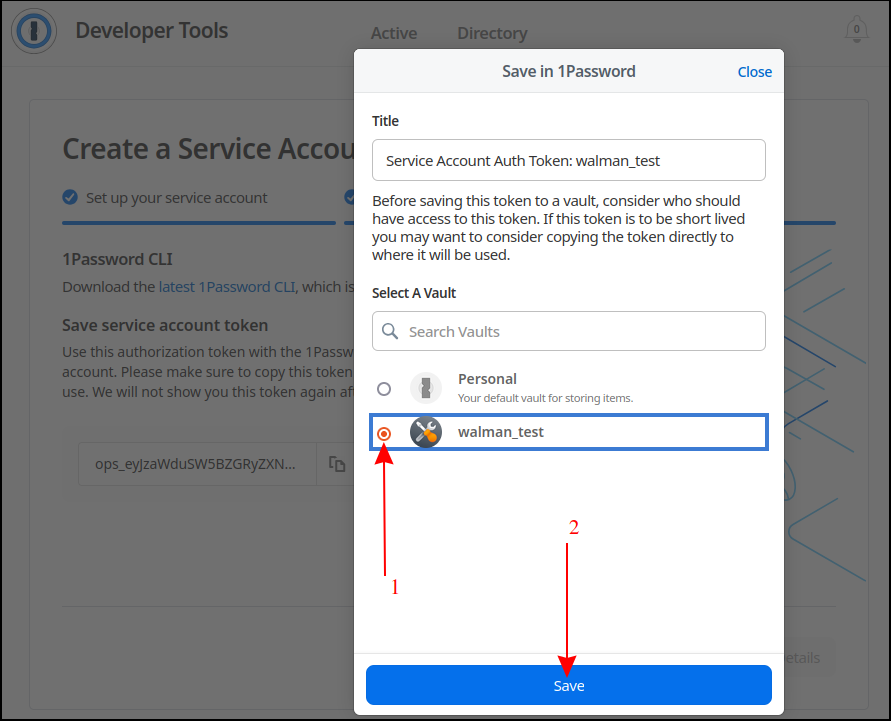 Developer Tools
Active
Directory
0
Save in 1Password
Close
Title
Service Account Auth Token: walman_test
Before saving this token to a vault, consider who should
have access to this token. If this token is to be short lived
you may want to consider copying the token directly to
where it will be used.
Select A Vault
Search Vaults
Personal
Your default vault for storing items.
walman_test
1
2
Save
Create a Service Accou
Set up your service account
1Password CLI
Download the latest 1Password CLI, which is
Save service account token
Use this authorization token with the 1Passw
account. Please make sure to copy this token
use. We will not show you this token again aft
ops_eyJzaWduSW5BZGRyZXN...
etails